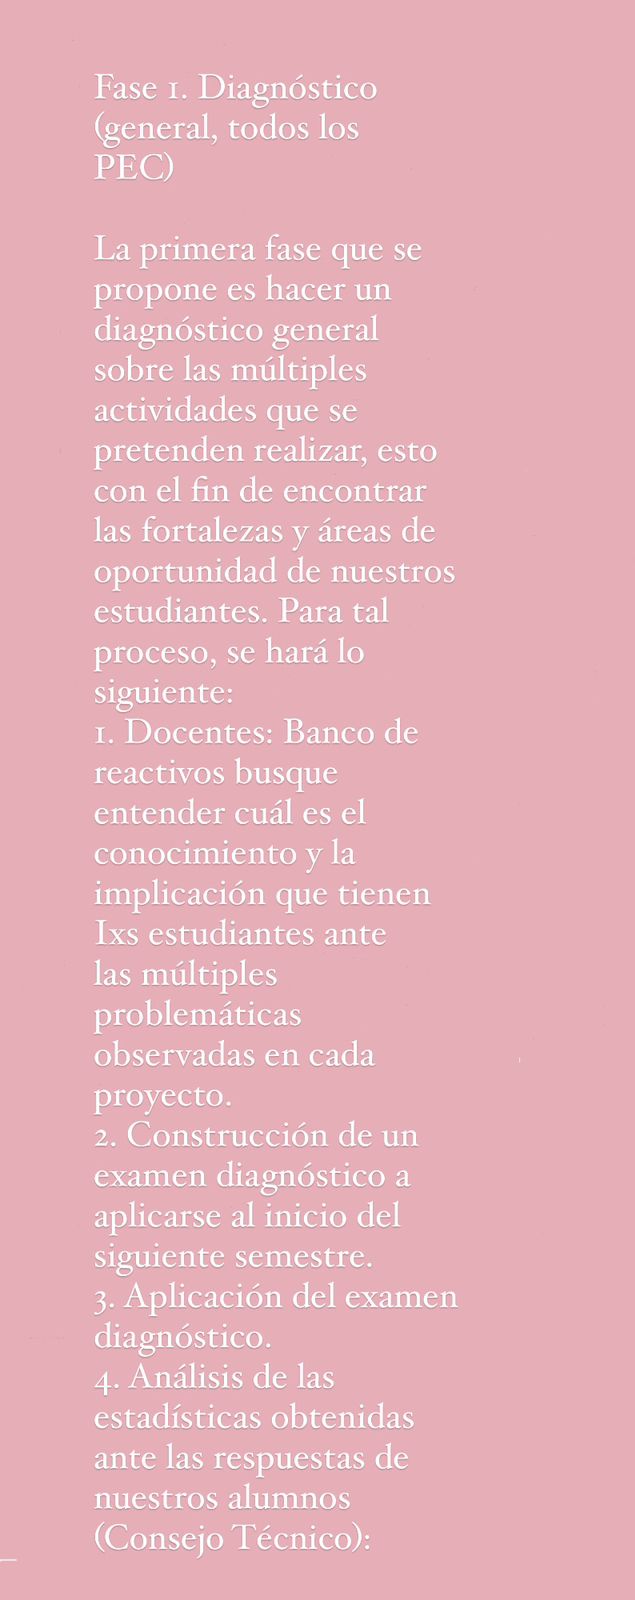 Fase 1. Diagnóstico
(general, todos los
PEC)
La primera fase que se
propone es hacer un
diagnóstico general
sobre las múltiples
actividades que se
pretenden realizar, esto
con el fin de encontrar
las fortalezas y áreas de
oportunidad de nuestros
estudiantes. Para tal
proceso, se hará lo
siguiente:
1. Docentes: Banco de
reactivos busque
entender cuál es el
conocimiento y la
implicación que tienen
Ixs estudiantes ante
las múltiples
problemáticas
observadas en cada
proyecto.
2. Construcción de un
examen diagnóstico a
aplicarse al inicio del
siguiente semestre.
3. Aplicación del examen
diagnóstico.
4. Análisis de las
estadísticas obtenidas
ante las respuestas de
nuestros alumnos
(Consejo Técnico):